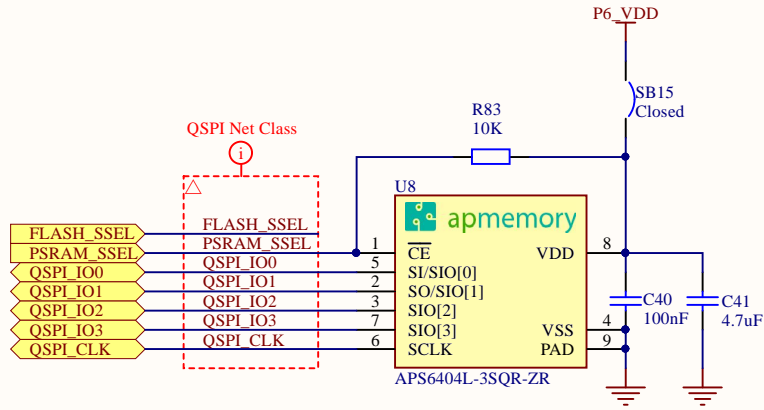 P6_VDD
SB15
Closed
R83
10K
QSPI Net Class
i
U8
apmemory
FLASH_SSEL FLASH_SSEL
PSRAM_SSEL PSRAM_SSEL 1 CE VDD 8
QSPI_IO0 QSPI_IO0 5 SI/SIO[0]
QSPI_IO1 QSPI_IO1 2 SO/SIO[1]
QSPI_IO2 QSPI_IO2 3 SIO[2]
QSPI_IO3 QSPI_IO3 7 SIO[3] VSS 4
QSPI_CLK QSPI_CLK 6 SCLK PAD 9
C40
100nF
C41
4.7uF
APS6404L-3SQR-ZR